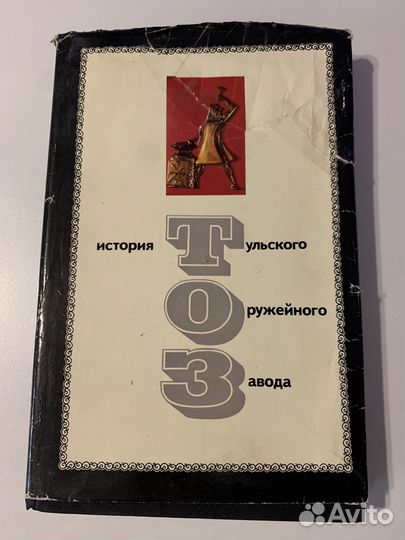 история Тульского
Оружейного
Завода
Avito